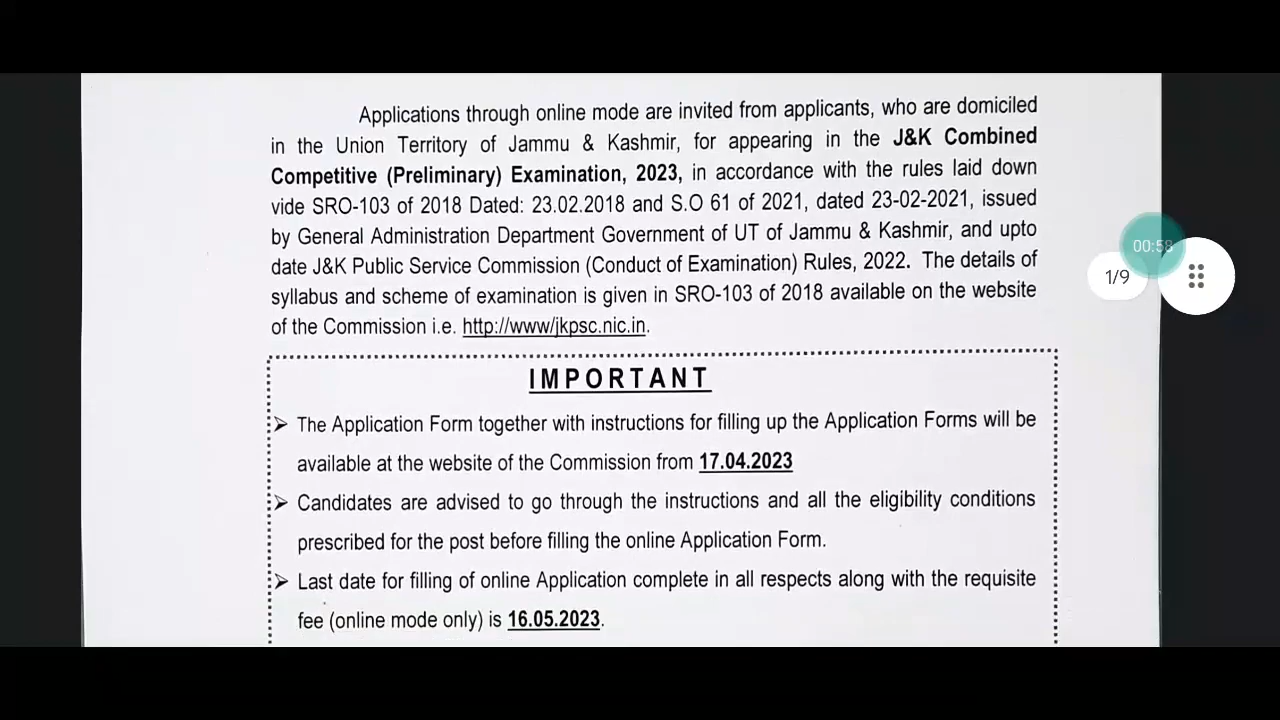 Applications through online mode are invited from applicants, who are domiciled
in the Union Territory of Jammu & Kashmir, for appearing in the J&K Combined
Competitive (Preliminary) Examination, 2023, in accordance with the rules laid down
vide SRO-103 of 2018 Dated: 23.02.2018 and S.O 61 of 2021, dated 23-02-2021, issued
by General Administration Department Government of UT of Jammu & Kashmir, and upto
date J&K Public Service Commission (Conduct of Examination) Rules, 2022. The details of
syllabus and scheme of examination is given in SRO-103 of 2018 available on the website
of the Commission i.e. http://www/jkpsc.nic.in.
00:58
1/9
IMPORTANT
➢ The Application Form together with instructions for filling up the Application Forms will be
available at the website of the Commission from 17.04.2023
➢ Candidates are advised to go through the instructions and all the eligibility conditions
prescribed for the post before filling the online Application Form.
➢ Last date for filling of online Application complete in all respects along with the requisite
fee (online mode only) is 16.05.2023.